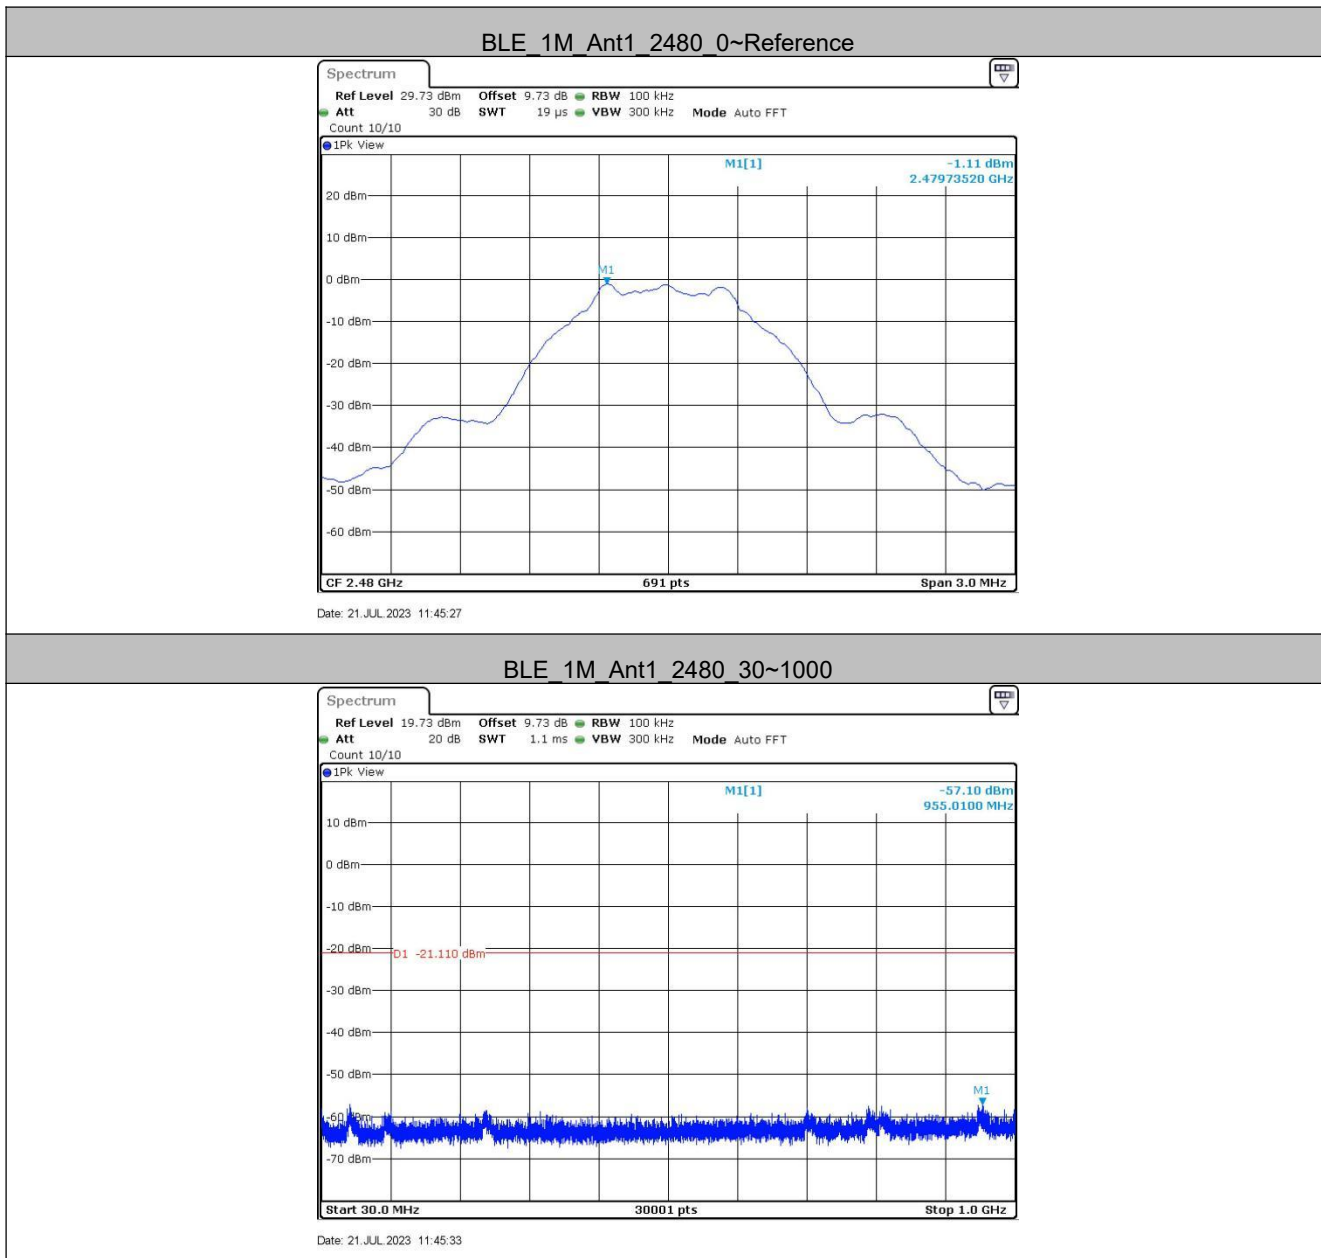 BLE_1M_Ant1_2480_0~Reference
Spectrum
Ref Level 29.73 dBm Offset 9.73 dB RBW 100 kHz
Att 30 dB SWT 19 µs VBW 300 kHz Mode Auto FFT
Count 10/10
1Pk View
M1[1] -1.11 dBm
2.47973520 GHz
20 dBm
10 dBm
M1
0 dBm
-10 dBm
-20 dBm
-30 dBm
-40 dBm
-50 dBm
-60 dBm
CF 2.48 GHz 691 pts Span 3.0 MHz
Date: 21.JUL.2023 11:45:27
BLE_1M_Ant1_2480_30~1000
Spectrum
Ref Level 19.73 dBm Offset 9.73 dB RBW 100 kHz
Att 20 dB SWT 1.1 ms VBW 300 kHz Mode Auto FFT
Count 10/10
1Pk View
M1[1] -57.10 dBm
955.0100 MHz
10 dBm
0 dBm
-10 dBm
-20 dBm
D1 -21.110 dBm
-30 dBm
-40 dBm
-50 dBm
M1
-60 dBm
-70 dBm
Start 30.0 MHz 30001 pts Stop 1.0 GHz
Date: 21.JUL.2023 11:45:33